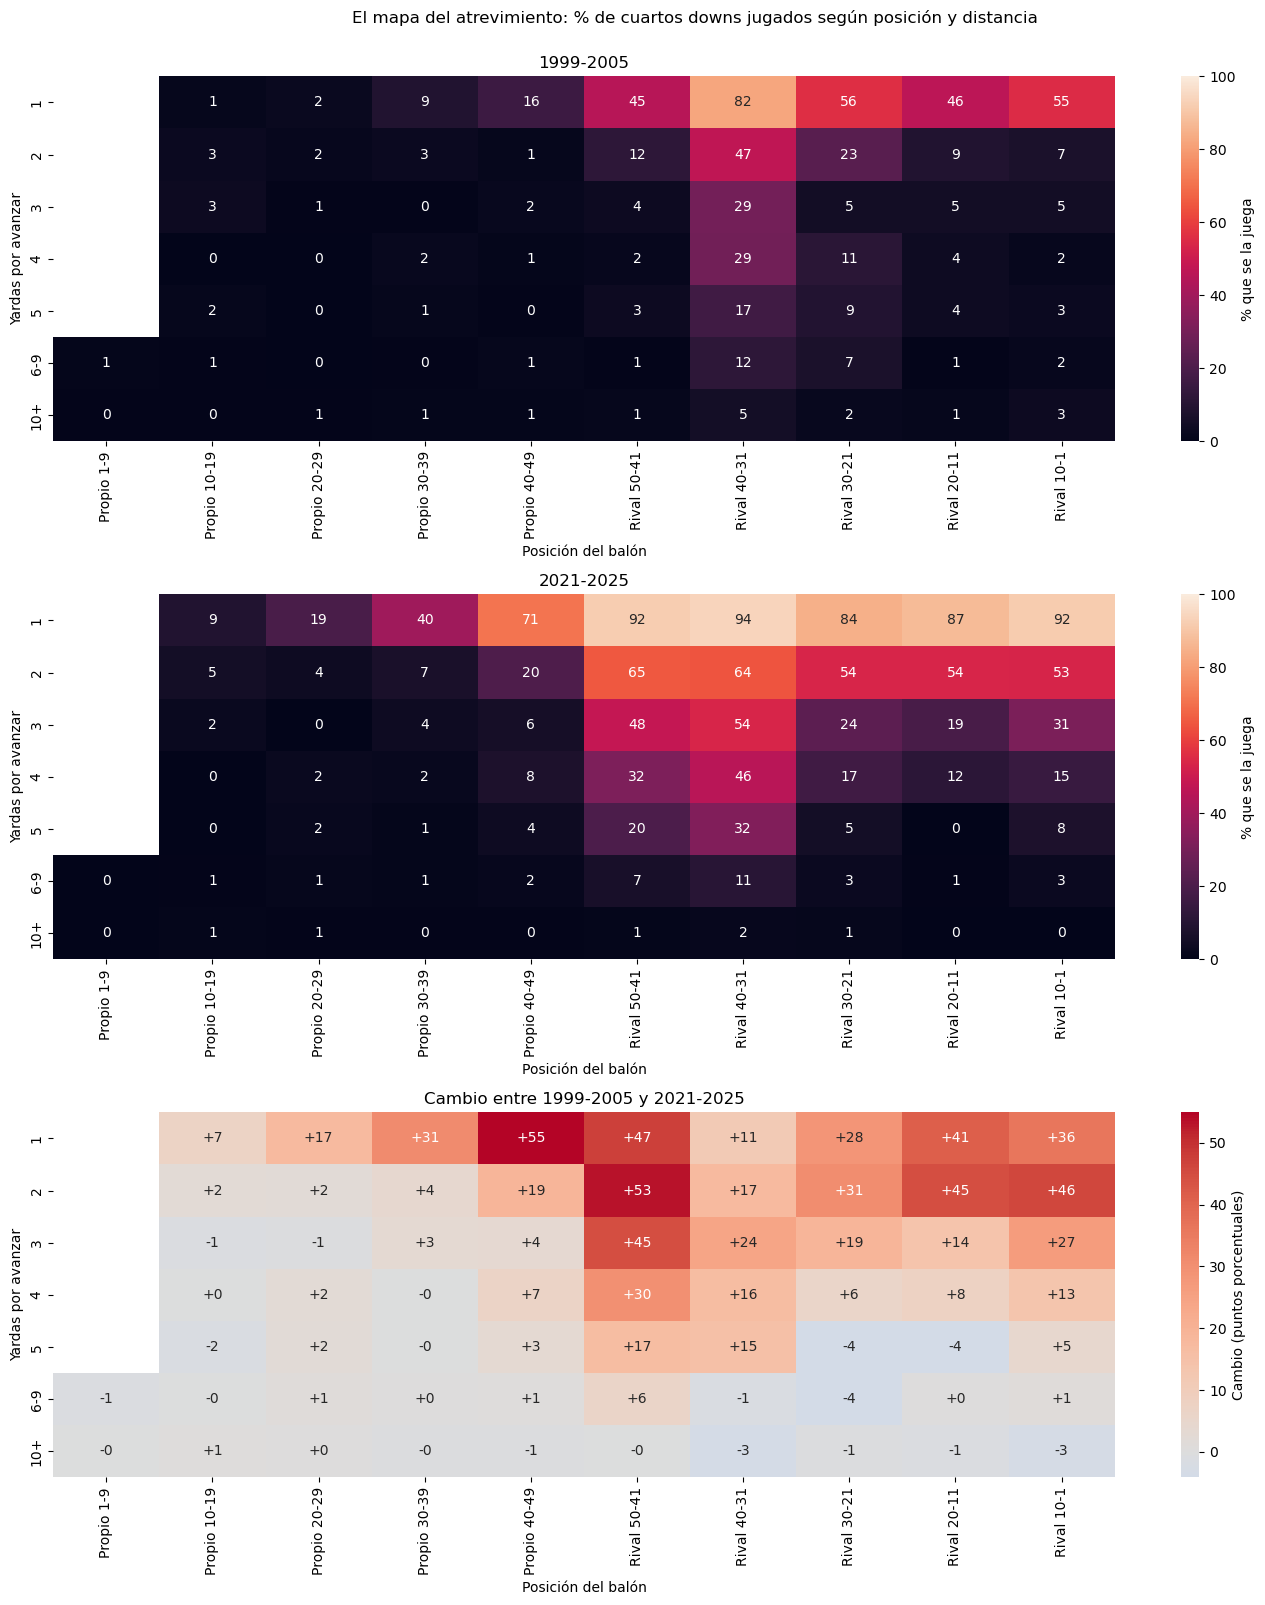 El mapa del atrevimiento: % de cuartos downs jugados según posición y distancia
1999-2005
Yardas por avanzar
1 1 2 9 16 45 82 56 46 55
2 3 2 3 1 12 47 23 9 7
3 3 1 0 2 4 29 5 5 5
4 0 0 2 1 2 29 11 4 2
5 2 0 1 0 3 17 9 4 3
6-9 1 1 0 0 1 1 12 7 1 2
10+ 0 0 1 1 1 1 5 2 1 3
Propio 1-9 Propio 10-19 Propio 20-29 Propio 30-39 Propio 40-49 Rival 50-41 Rival 40-31 Rival 30-21 Rival 20-11 Rival 10-1
Posición del balón
100
80
60
40
20
0
% que se la juega
2021-2025
Yardas por avanzar
1 9 19 40 71 92 94 84 87 92
2 5 4 7 20 65 64 54 54 53
3 2 0 4 6 48 54 24 19 31
4 0 2 2 8 32 46 17 12 15
5 0 2 1 4 20 32 5 0 8
6-9 0 1 1 1 2 7 11 3 1 3
10+ 0 1 1 0 0 1 2 1 0 0
Propio 1-9 Propio 10-19 Propio 20-29 Propio 30-39 Propio 40-49 Rival 50-41 Rival 40-31 Rival 30-21 Rival 20-11 Rival 10-1
Posición del balón
100
80
60
40
20
0
% que se la juega
Cambio entre 1999-2005 y 2021-2025
Yardas por avanzar
1 +7 +17 +31 +55 +47 +11 +28 +41 +36
2 +2 +2 +4 +19 +53 +17 +31 +45 +46
3 -1 -1 +3 +4 +45 +24 +19 +14 +27
4 +0 +2 -0 +7 +30 +16 +6 +8 +13
5 -2 +2 -0 +3 +17 +15 -4 -4 +5
6-9 -1 -0 +1 +0 +1 +6 -1 -4 +0 +1
10+ -0 +1 +0 -0 -1 -0 -3 -1 -1 -3
Propio 1-9 Propio 10-19 Propio 20-29 Propio 30-39 Propio 40-49 Rival 50-41 Rival 40-31 Rival 30-21 Rival 20-11 Rival 10-1
Posición del balón
50
40
30
20
10
0
Cambio (puntos porcentuales)